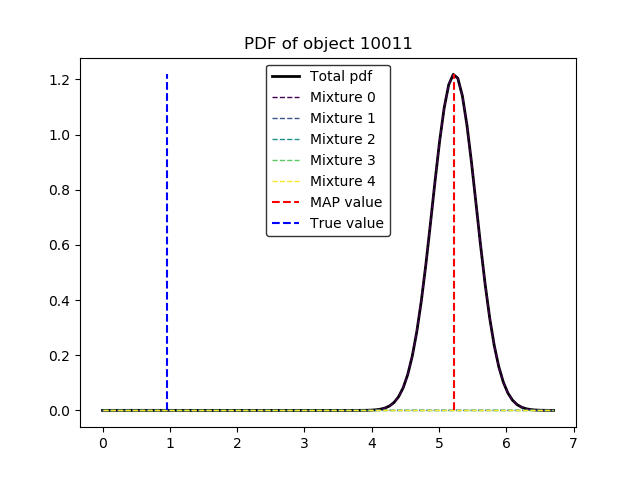 PDF of object 10011
Total pdf
Mixture 0
Mixture 1
Mixture 2
Mixture 3
Mixture 4
MAP value
True value
1.2
1.0
0.8
0.6
0.4
0.2
0.0
0 1 2 3 4 5 6 7